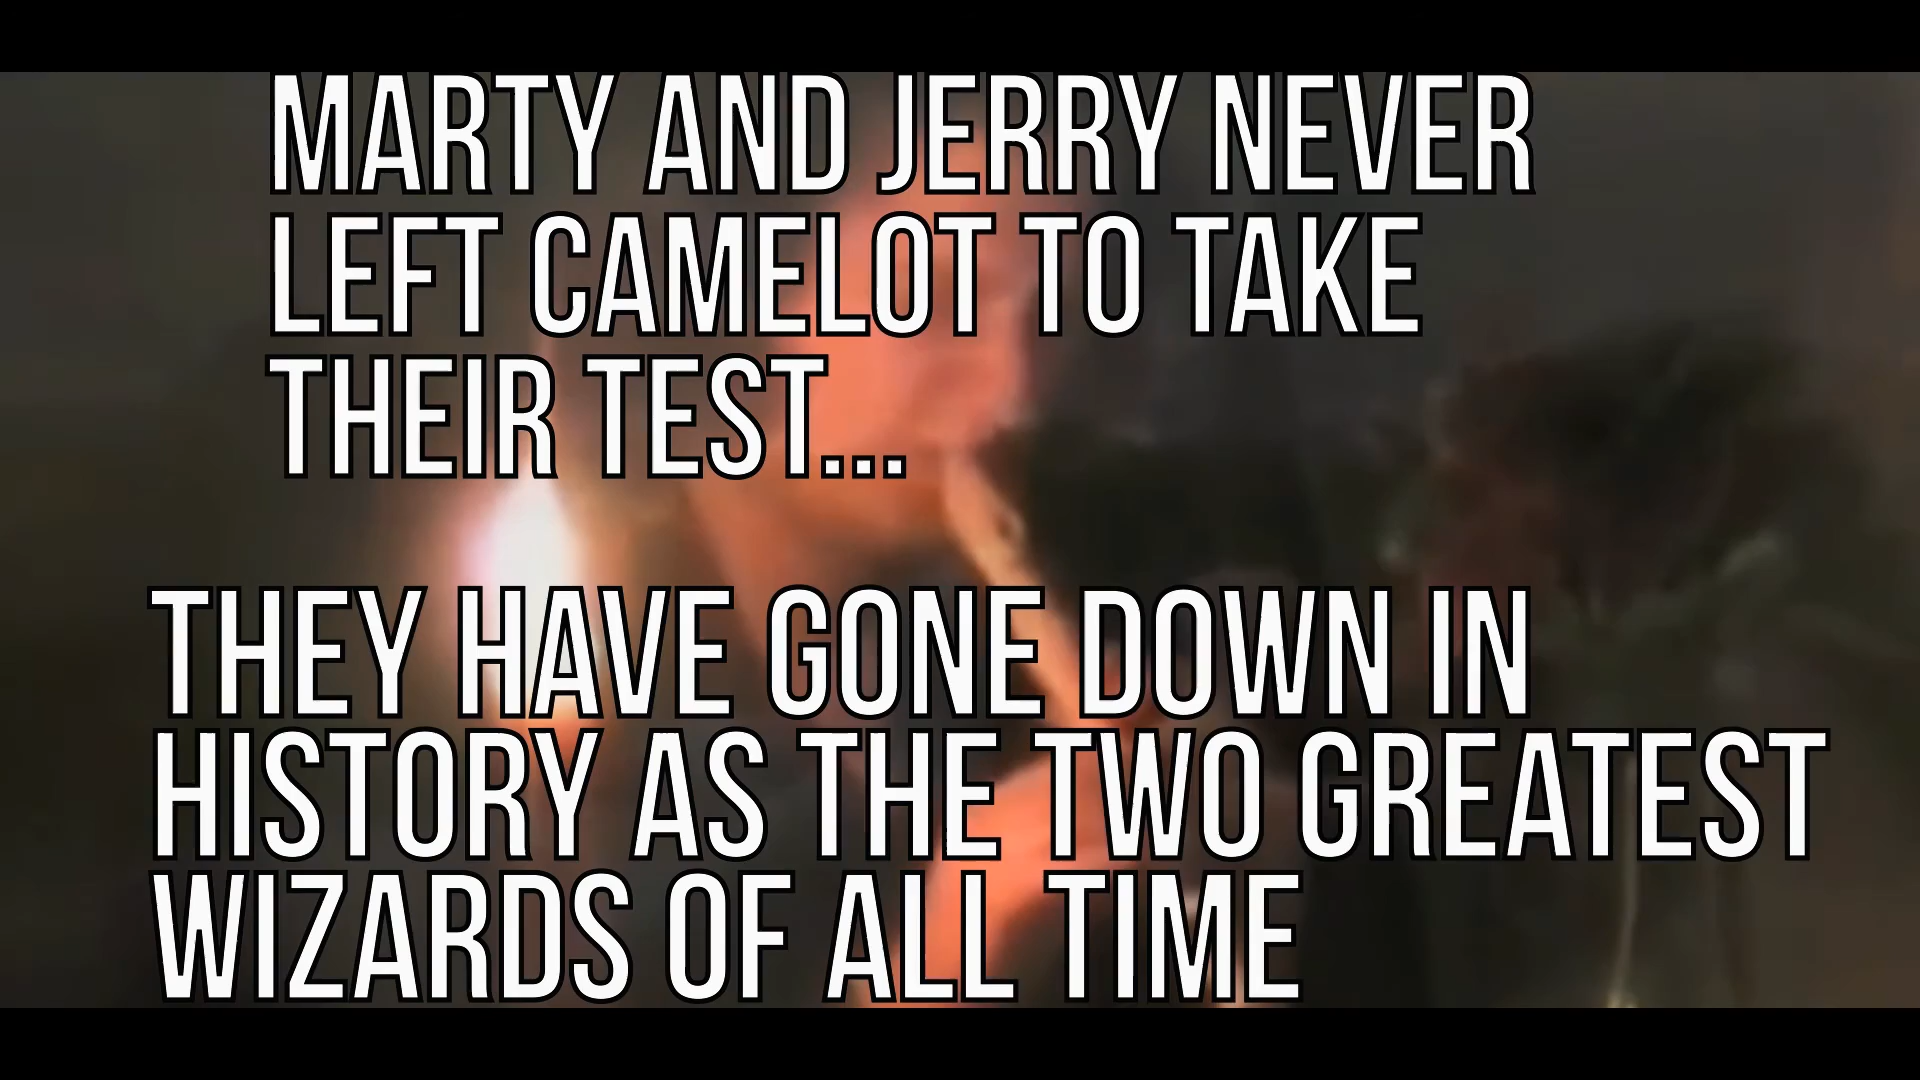 MARTY AND JERRY NEVER
LEFT CAMELOT TO TAKE
THEIR TEST...
THEY HAVE GONE DOWN IN
HISTORY AS THE TWO GREATEST
WIZARDS OF ALL TIME